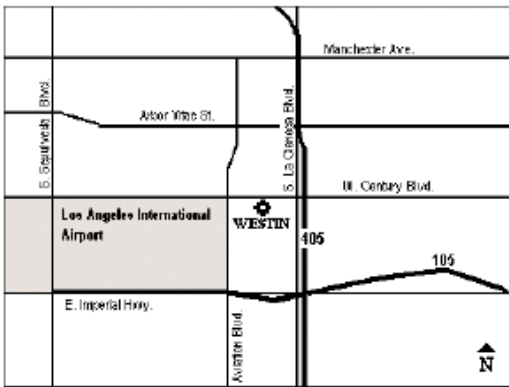 Manchester Ave.
S. Sepulveda Blvd.
Arbor Vitae St.
S. La Cienega Blvd.
W. Century Blvd.
Los Angeles International
Airport
WESTIN
405
105
E. Imperial Hwy.
Aviation Blvd.
N